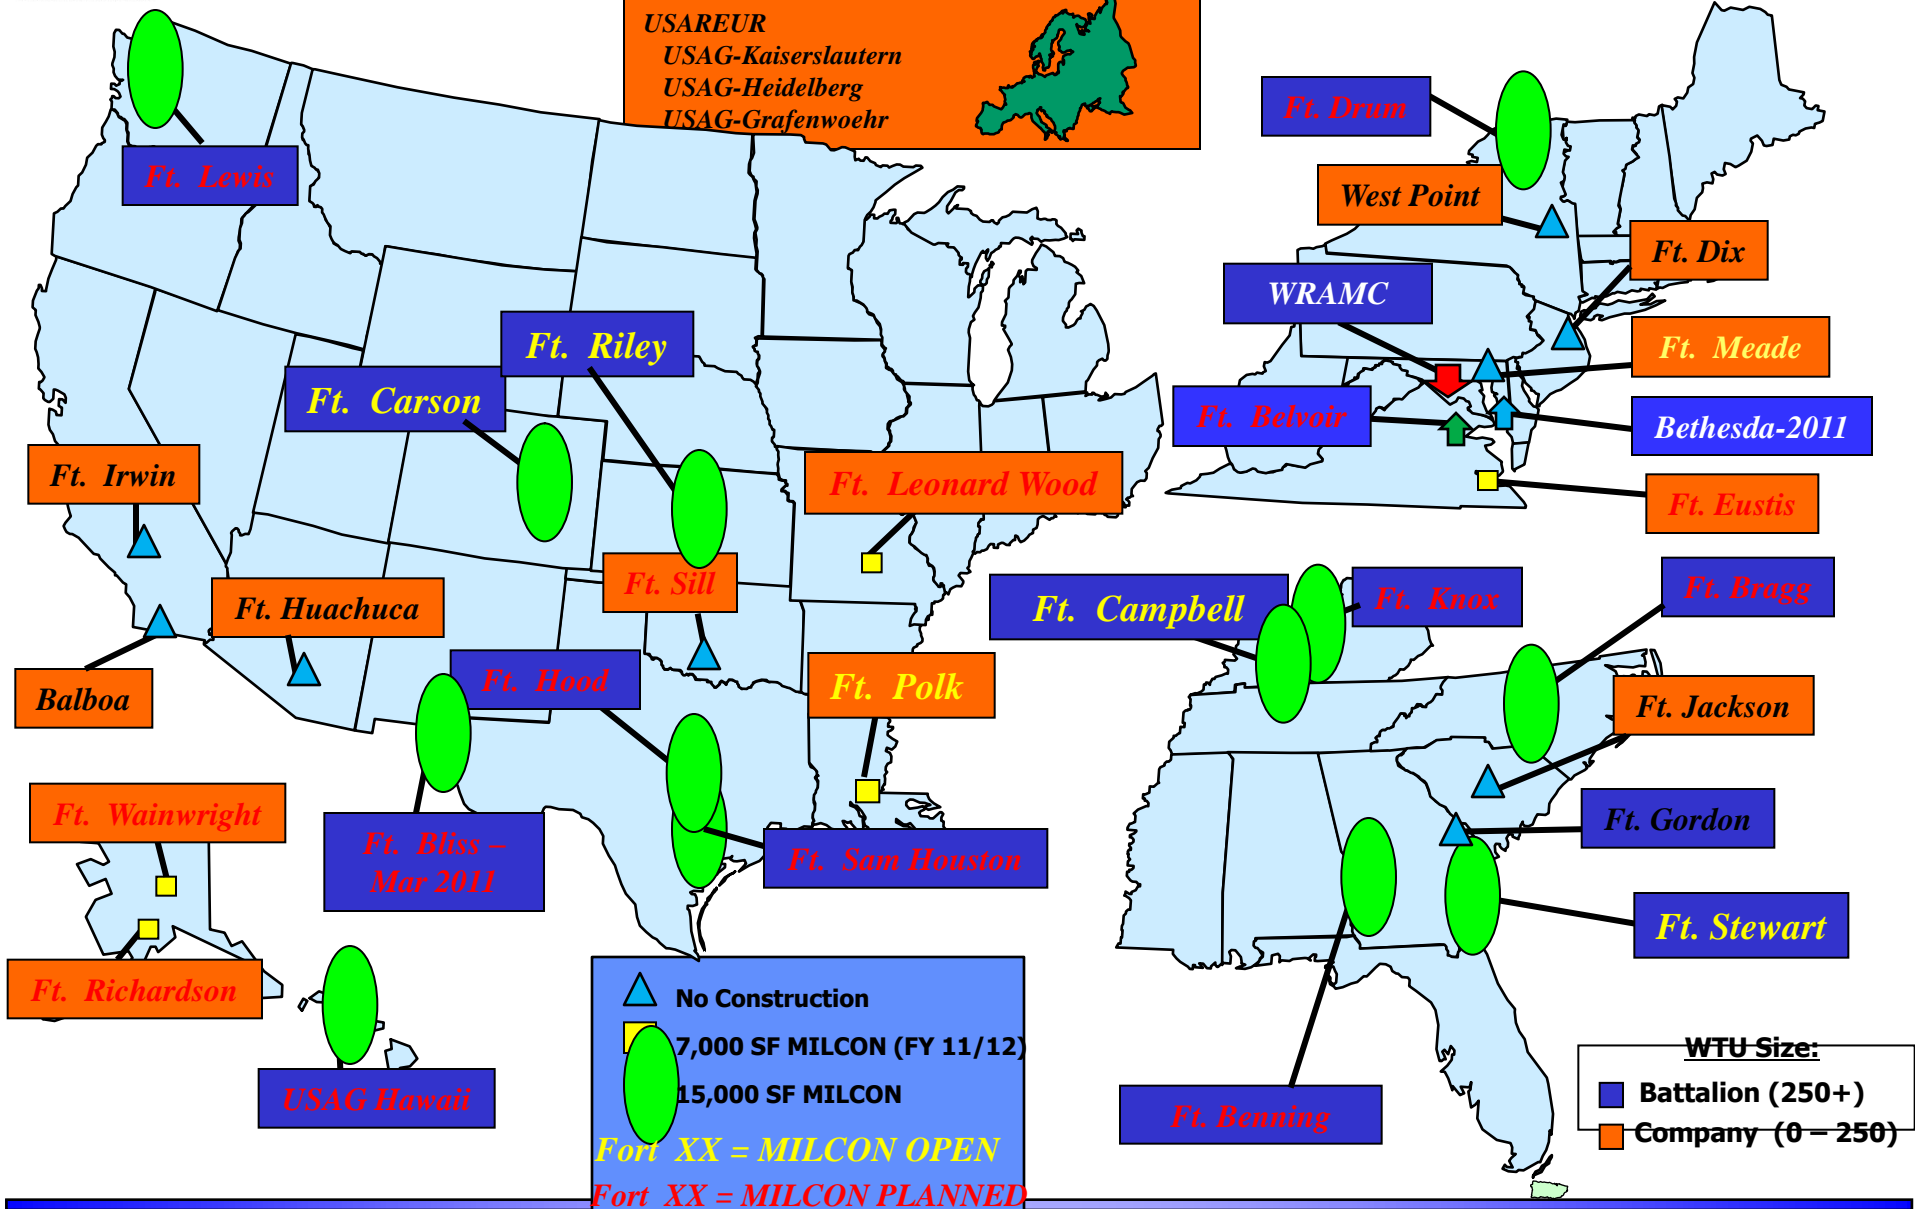 USAREUR
USAG-Kaiserslautern
USAG-Heidelberg
USAG-Grafenwoehr
Ft. Drum
Ft. Lewis
West Point
Ft. Dix
WRAMC
Ft. Riley
Ft. Meade
Ft. Carson
Ft. Belvoir
Bethesda-2011
Ft. Irwin
Ft. Leonard Wood
Ft. Eustis
Ft. Sill
Ft. Bragg
Ft. Huachuca
Ft. Campbell
Ft. Knox
Ft. Hood
Ft. Polk
Balboa
Ft. Jackson
Ft. Wainwright
Ft. Gordon
Ft. Bliss –
Mar 2011
Ft. Sam Houston
Ft. Stewart
Ft. Richardson
USAG Hawaii
Ft. Benning
No Construction
7,000 SF MILCON (FY 11/12)
15,000 SF MILCON
Fort XX = MILCON OPEN
Fort XX = MILCON PLANNED
WTU Size:
Battalion (250+)
Company (0 – 250)